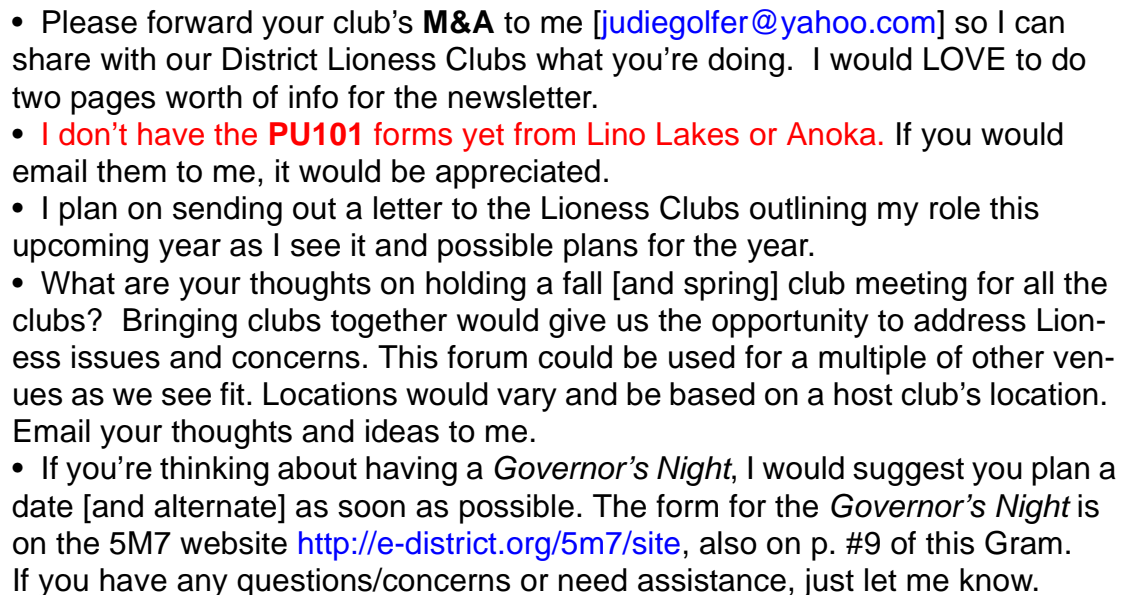 • Please forward your club’s M&A to me [judiegolfer@yahoo.com] so I can
share with our District Lioness Clubs what you’re doing.  I would LOVE to do
two pages worth of info for the newsletter.
• I don’t have the PU101 forms yet from Lino Lakes or Anoka. If you would
email them to me, it would be appreciated.
• I plan on sending out a letter to the Lioness Clubs outlining my role this
upcoming year as I see it and possible plans for the year.
• What are your thoughts on holding a fall [and spring] club meeting for all the
clubs?  Bringing clubs together would give us the opportunity to address Lion-
ess issues and concerns. This forum could be used for a multiple of other ven-
ues as we see fit. Locations would vary and be based on a host club’s location.
Email your thoughts and ideas to me.
• If you’re thinking about having a Governor’s Night, I would suggest you plan a
date [and alternate] as soon as possible. The form for the Governor’s Night is
on the 5M7 website http://e-district.org/5m7/site, also on p. #9 of this Gram.
If you have any questions/concerns or need assistance, just let me know.